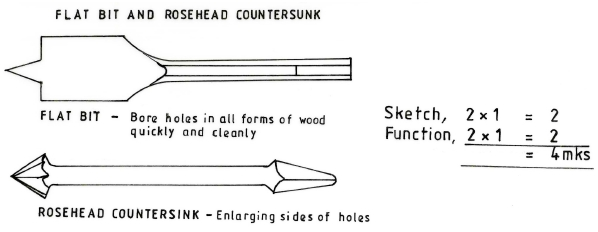 FLAT BIT AND ROSEHEAD COUNTERSUNK
FLAT BIT - Bore holes in all forms of wood
quickly and cleanly
Sketch, 2 × 1 = 2
Function, 2 × 1 = 2
= 4mks
ROSEHEAD COUNTERSINK - Enlarging sides of holes